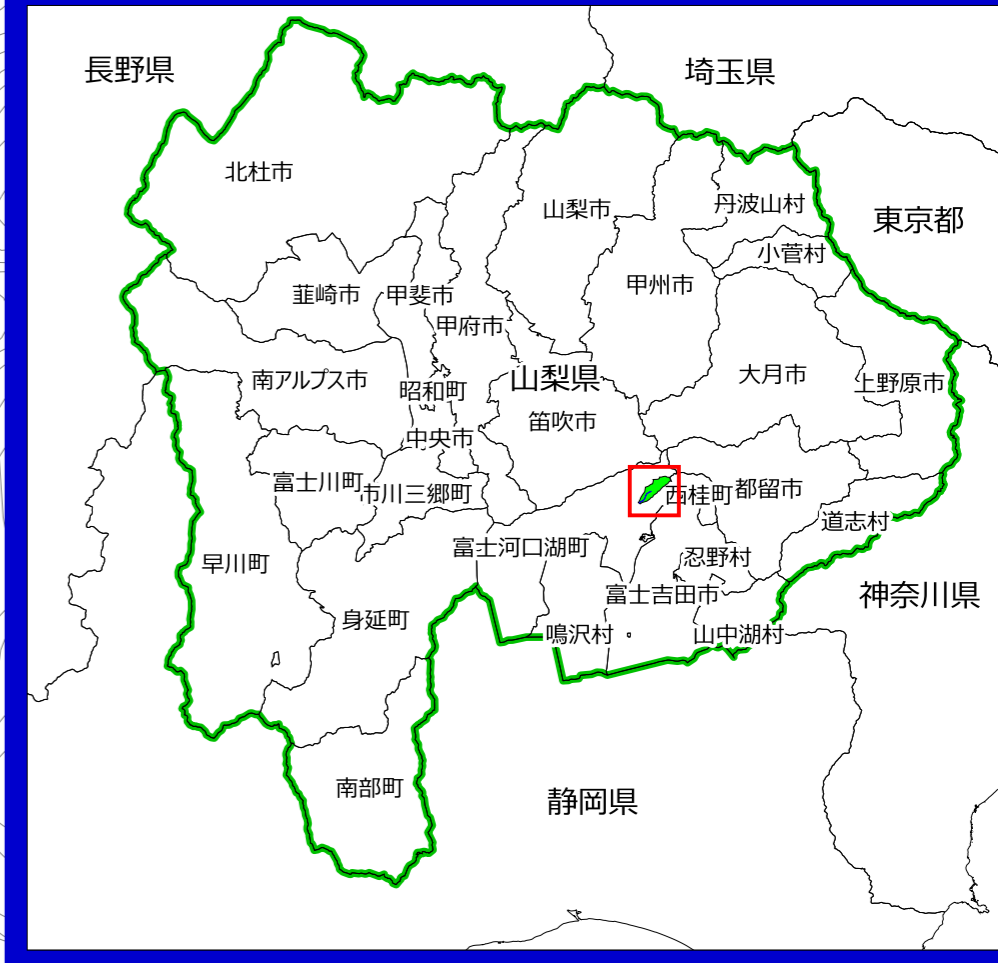 長野県
埼玉県
北杜市
山梨市
丹波山村
東京都
小菅村
甲州市
韮崎市
甲斐市
甲府市
南アルプス市
昭和町
山梨県
大月市
上野原市
笛吹市
中央市
富士川町
市川三郷町
西桂町
都留市
道志村
富士河口湖町
忍野村
早川町
富士吉田市
神奈川県
身延町
鳴沢村
山中湖村
南部町
静岡県